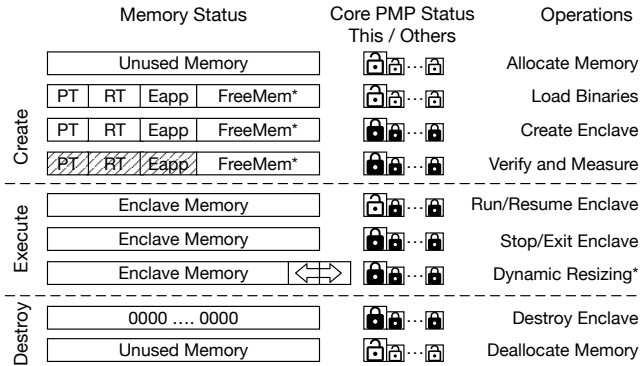 Memory Status Core PMP Status Operations
This / Others
Unused Memory ... Allocate Memory
PT RT Eapp FreeMem* ... Load Binaries
PT RT Eapp FreeMem* ... Create Enclave
PT RT Eapp FreeMem* ... Verify and Measure
Create
Enclave Memory ... Run/Resume Enclave
Enclave Memory ... Stop/Exit Enclave
Enclave Memory ... Dynamic Resizing*
Execute
0000 .... 0000 ... Destroy Enclave
Unused Memory ... Deallocate Memory
Destroy